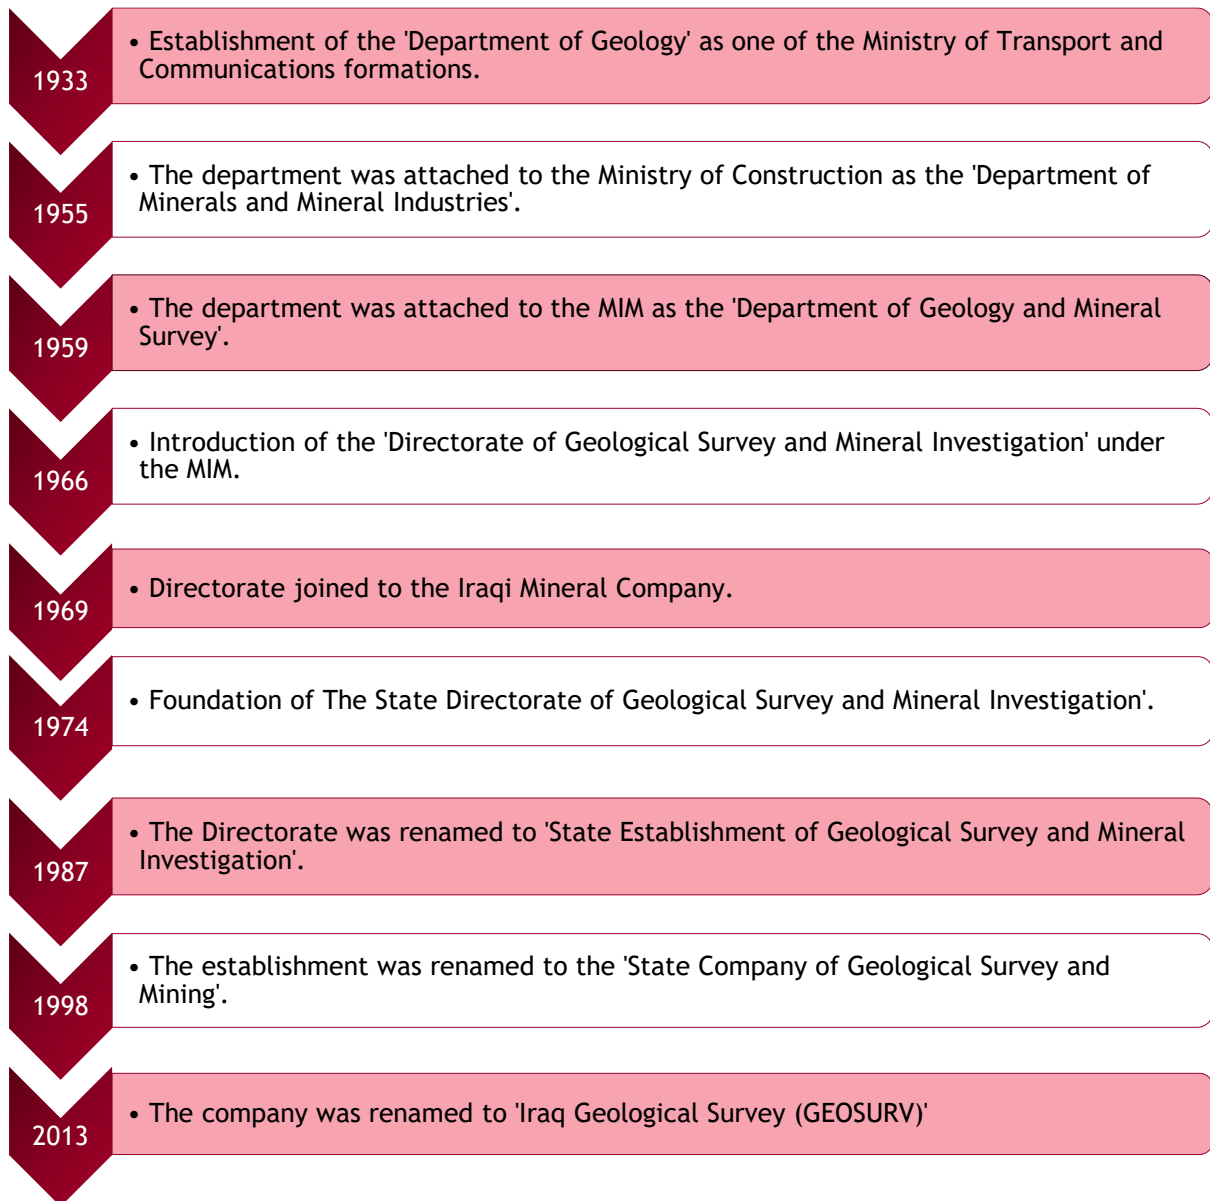 1933
• Establishment of the 'Department of Geology' as one of the Ministry of Transport and
Communications formations.
1955
• The department was attached to the Ministry of Construction as the 'Department of
Minerals and Mineral Industries'.
1959
• The department was attached to the MIM as the 'Department of Geology and Mineral
Survey'.
1966
• Introduction of the 'Directorate of Geological Survey and Mineral Investigation' under
the MIM.
1969
• Directorate joined to the Iraqi Mineral Company.
1974
• Foundation of The State Directorate of Geological Survey and Mineral Investigation'.
1987
• The Directorate was renamed to 'State Establishment of Geological Survey and Mineral
Investigation'.
1998
• The establishment was renamed to the 'State Company of Geological Survey and
Mining'.
2013
• The company was renamed to 'Iraq Geological Survey (GEOSURV)'